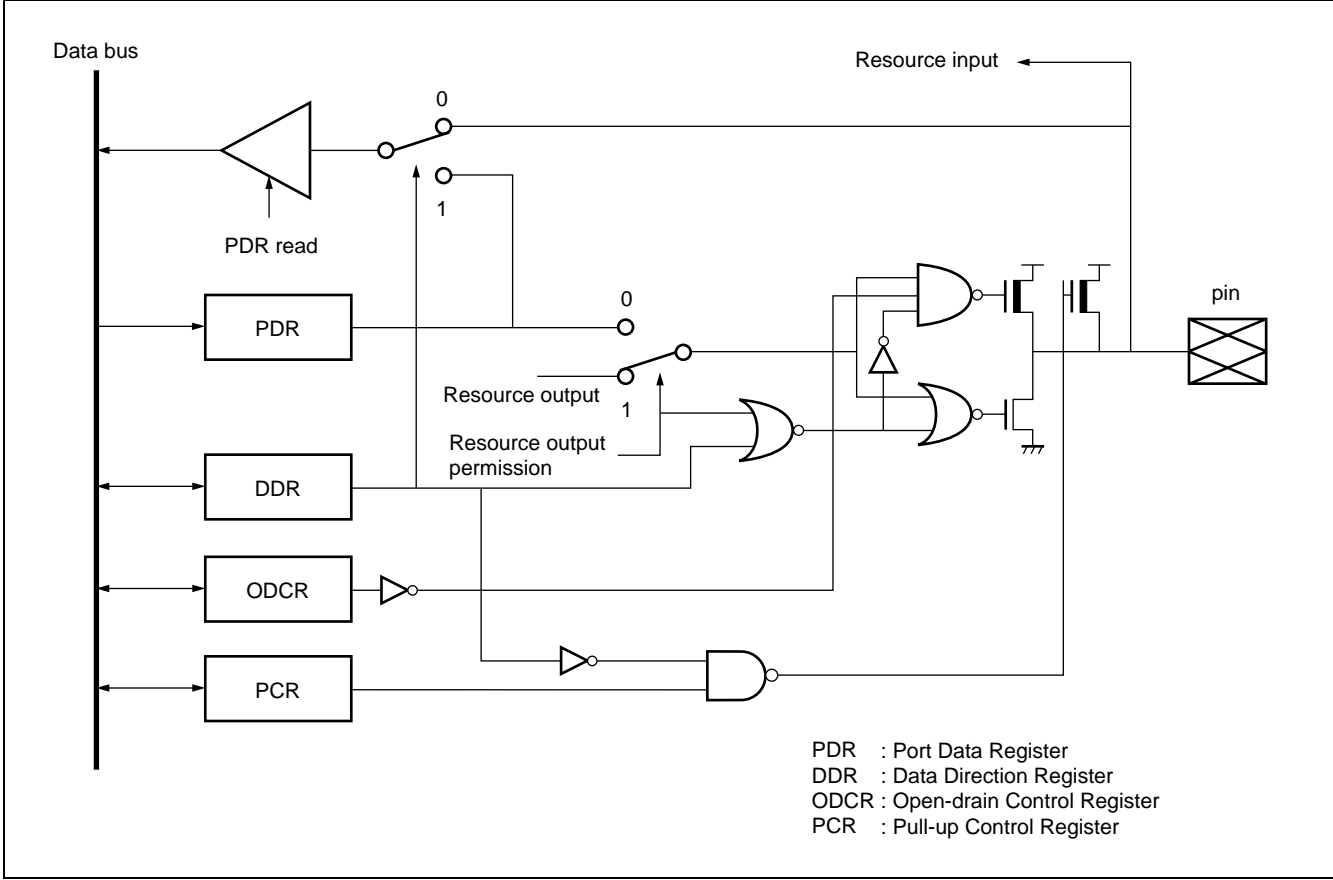 Data bus
Resource input
0
1
PDR read
0
pin
PDR
Resource output
1
Resource output
permission
DDR
ODCR
PCR
PDR : Port Data Register
DDR : Data Direction Register
ODCR : Open-drain Control Register
PCR : Pull-up Control Register